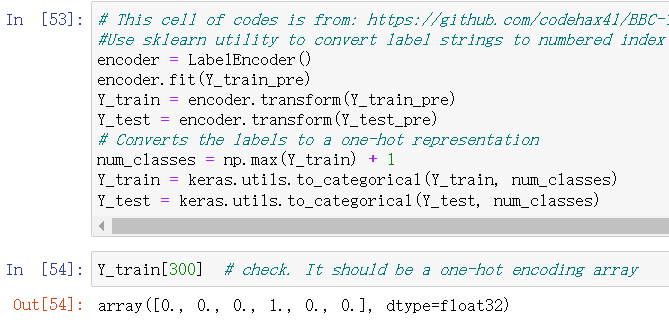 In [53]:
# This cell of codes is from: https://github.com/codehax41/BBC-
#Use sklearn utility to convert label strings to numbered index
encoder = LabelEncoder()
encoder.fit(Y_train_pre)
Y_train = encoder.transform(Y_train_pre)
Y_test = encoder.transform(Y_test_pre)
# Converts the labels to a one-hot representation
num_classes = np.max(Y_train) + 1
Y_train = keras.utils.to_categorical(Y_train, num_classes)
Y_test = keras.utils.to_categorical(Y_test, num_classes)
In [54]:
Y_train[300]  # check. It should be a one-hot encoding array
Out[54]:
array([0., 0., 0., 1., 0., 0.], dtype=float32)